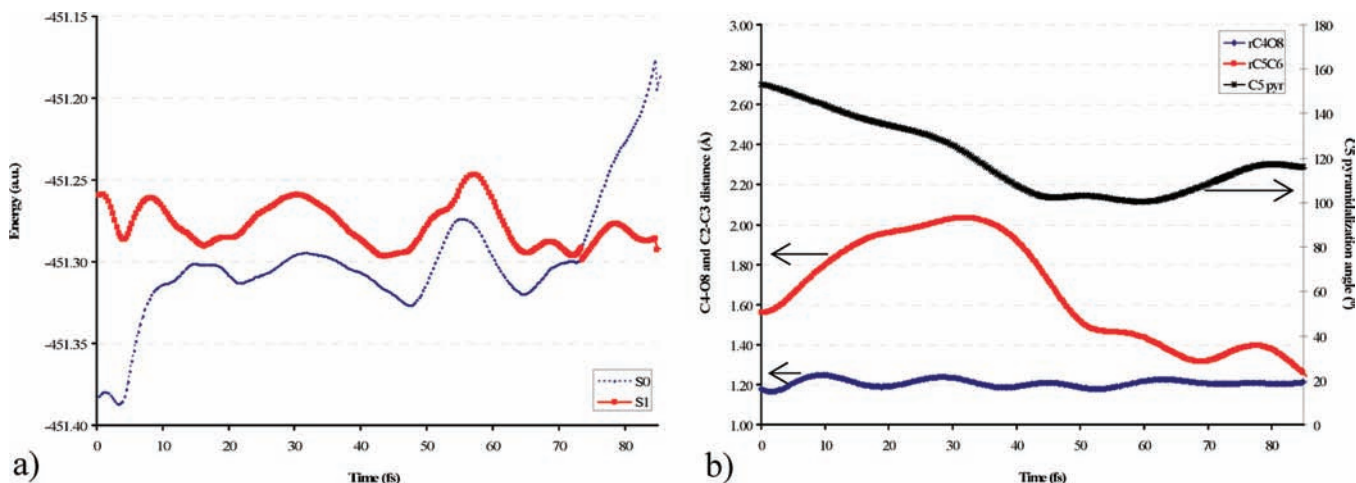 -451.15
-451.20
-451.25
-451.30
-451.35
-451.40
Energy (a.u.)
0 10 20 30 40 50 60 70 80
Time (fs)
S0
S1
a)
3.00
2.80
2.60
2.40
2.20
2.00
1.80
1.60
1.40
1.20
1.00
C4-O8 and C2-C3 distance (Å)
0 10 20 30 40 50 60 70 80
Time (fs)
180
160
140
120
100
80
60
40
20
0
C5 pyramidalization angle (º)
rC4O8
rC5C6
C5 pyr
b)